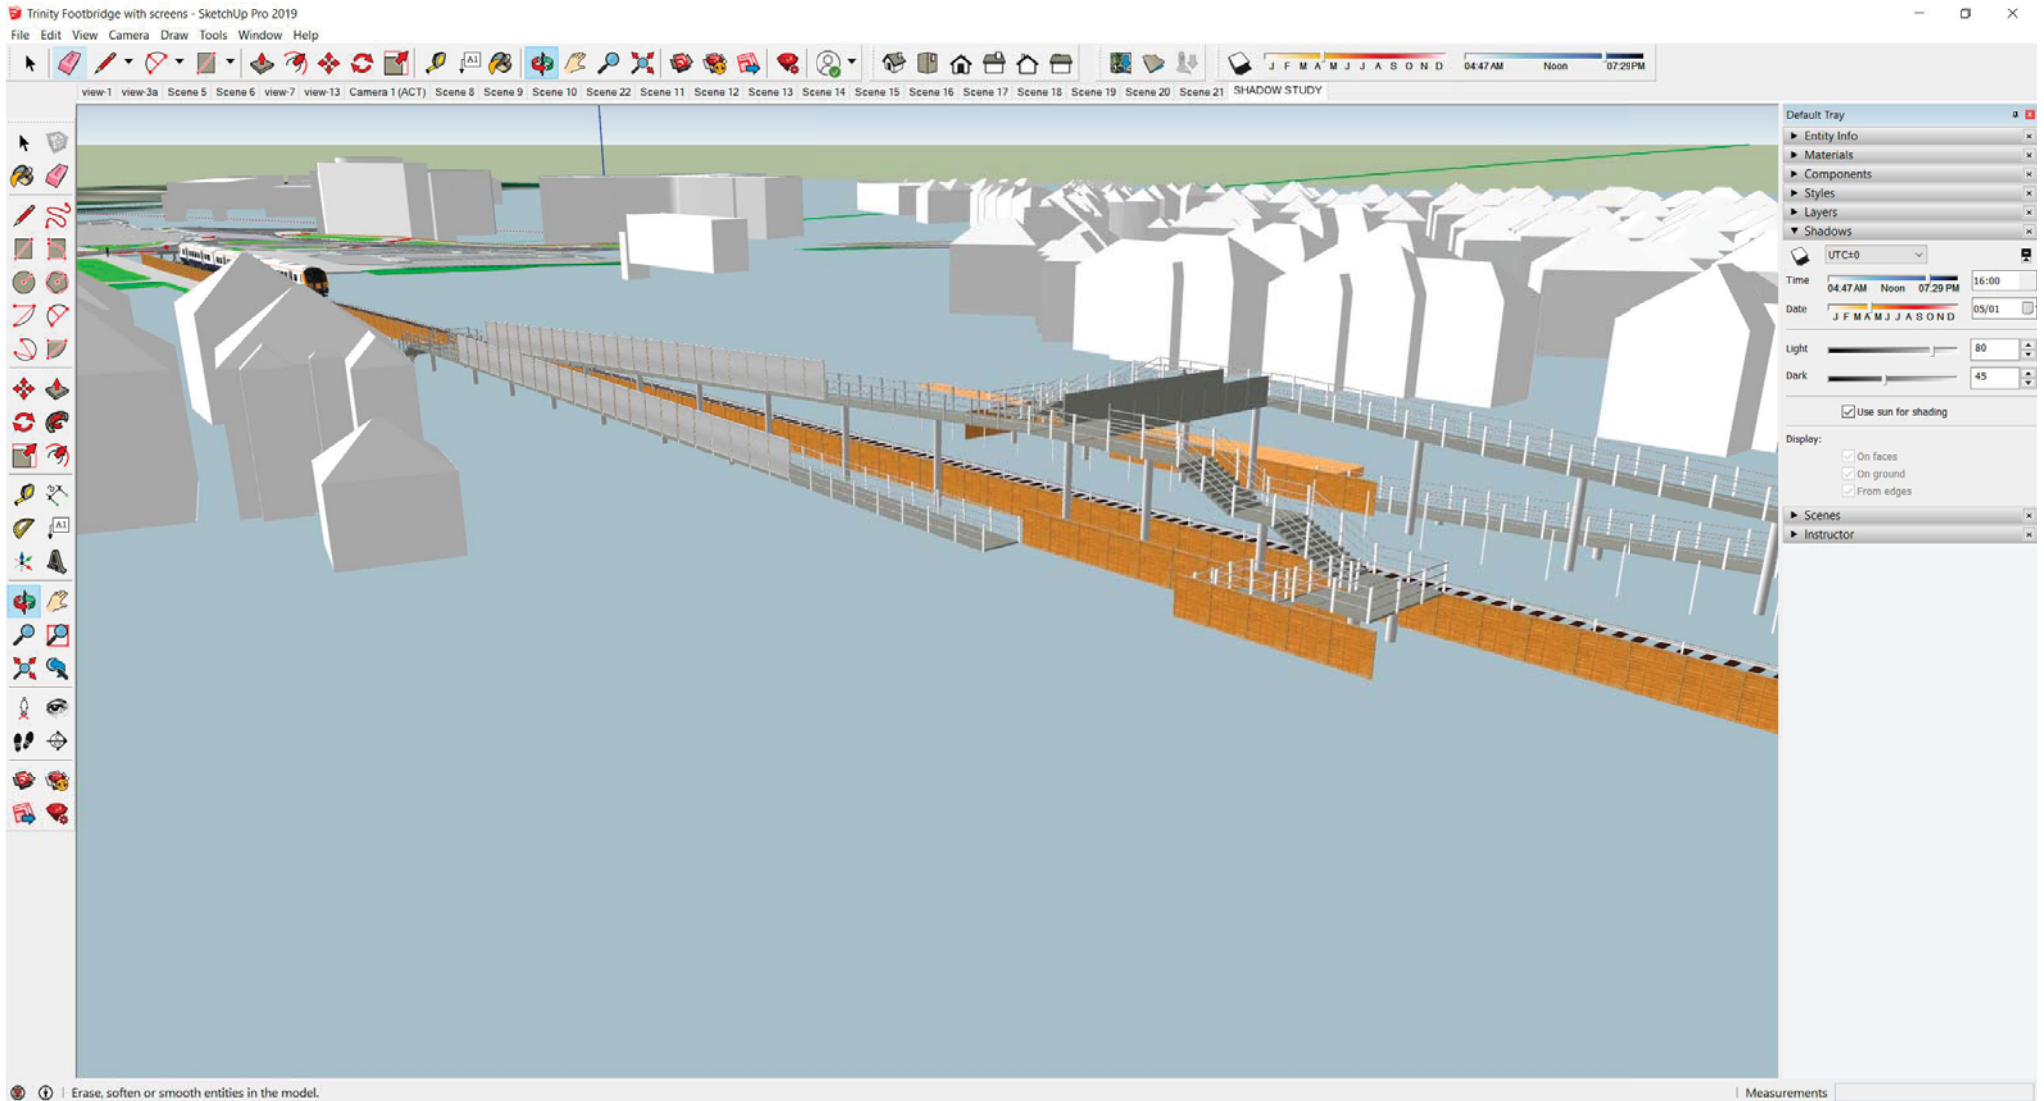 Trinity Footbridge with screens - SketchUp Pro 2019
File Edit View Camera Draw Tools Window Help
A1
J F M A M J J A S O N D
04:47 AM Noon 07:29 PM
view-1 view-3a Scene 5 Scene 6 view-7 view-13 Camera 1 (ACT) Scene 8 Scene 9 Scene 10 Scene 22 Scene 11 Scene 12 Scene 13 Scene 14 Scene 15 Scene 16 Scene 17 Scene 18 Scene 19 Scene 20 Scene 21 SHADOW STUDY
Default Tray
Entity Info
Materials
Components
Styles
Layers
Shadows
UTC±0
Time 04:47 AM Noon 07:29 PM 16:00
Date J F M A M J J A S O N D 05/01
Light 80
Dark 45
Use sun for shading
Display:
On faces
On ground
From edges
Scenes
Instructor
A1
Erase, soften or smooth entities in the model.
Measurements